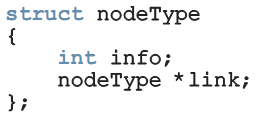 struct nodeType
{
    int info;
    nodeType *link;
};